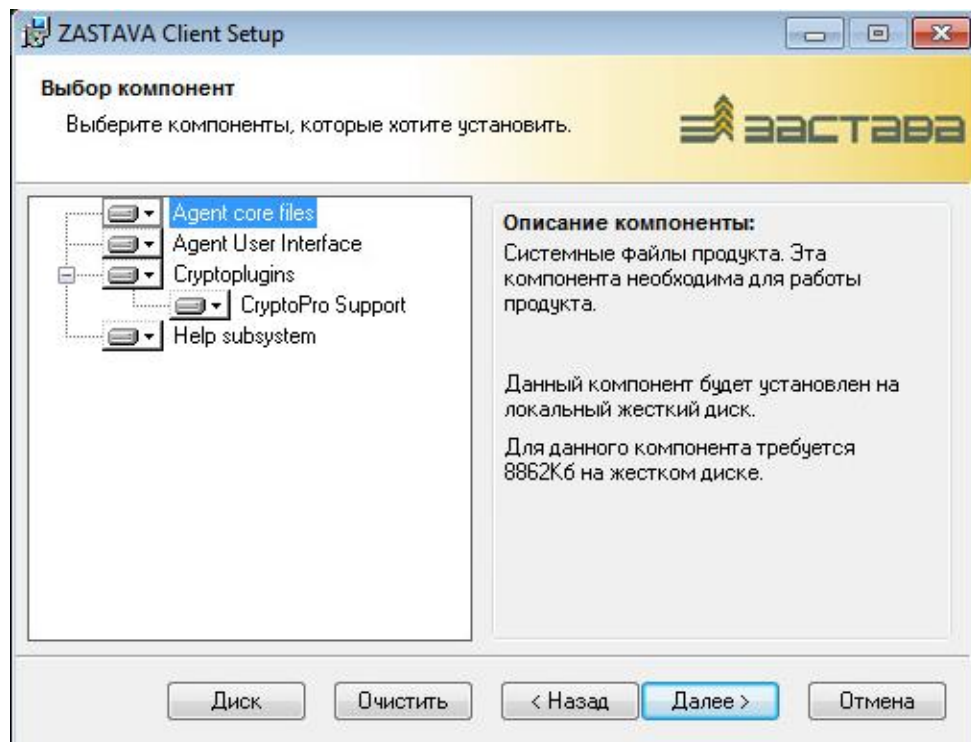 ZASTAVA Client Setup
Выбор компонент
Выберите компоненты, которые хотите установить.
застава
Agent core files
Agent User Interface
Cryptoplugins
CryptoPro Support
Help subsystem
Описание компоненты:
Системные файлы продукта. Эта
компонента необходима для работы
продукта.
Данный компонент будет установлен на
локальный жесткий диск.
Для данного компонента требуется
8862Кб на жестком диске.
Диск
Очистить
< Назад
Далее >
Отмена